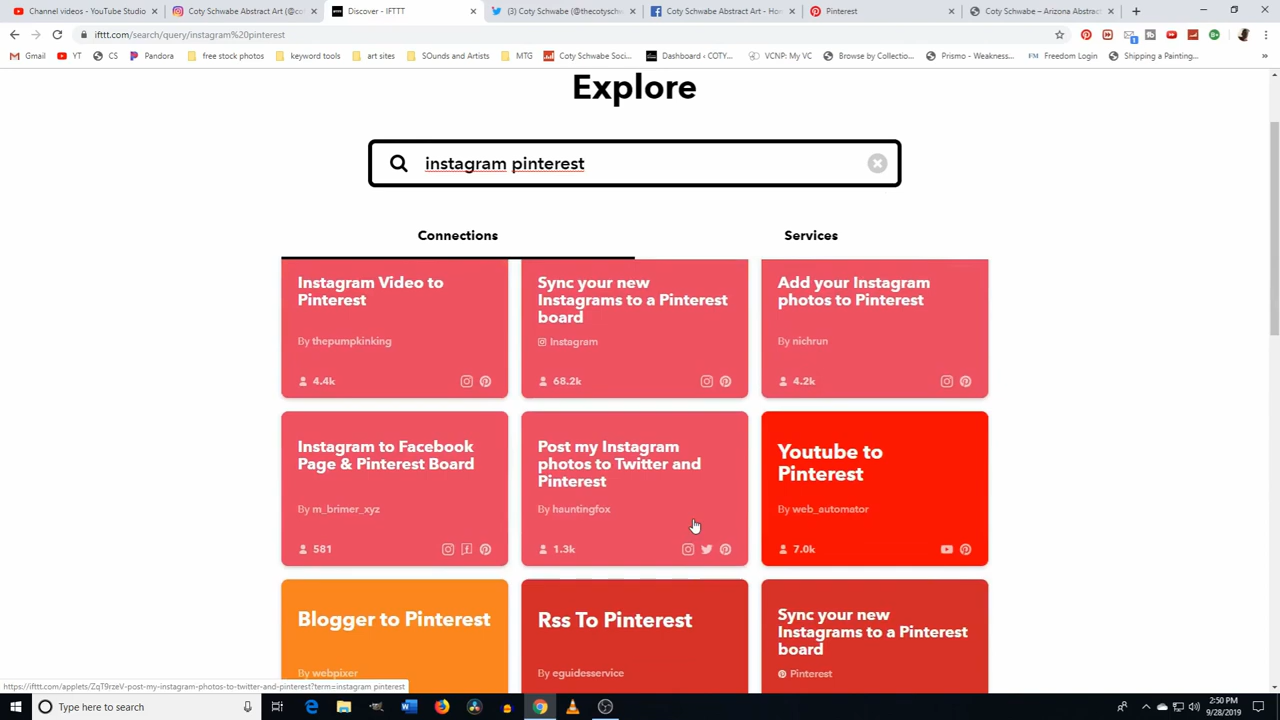 Channel videos - YouTube Studio
Coty Schwabe Abstract Art (@co
Discover - IFTTT
(3) Coty Schwabe (@thecotysch
Coty Schwabe Abstract Art - Ho
Pinterest
Coty Schwabe – Arizona Abstrac
ifttt.com/search/query/instagram%20pinterest
Gmail
YT
CS
Pandora
free stock photos
keyword tools
art sites
SOunds and Artists
MTG
Coty Schwabe Soci...
Dashboard ‹ COTY...
VCNP: My VC
Browse by Collectio...
Prismo - Weakness...
Freedom Login
Shipping a Painting...
Explore
instagram pinterest
Connections
Services
Instagram Video to
Pinterest
By thepumpkinking
4.4k
Sync your new
Instagrams to a Pinterest
board
Instagram
68.2k
Add your Instagram
photos to Pinterest
By nichrun
4.2k
Instagram to Facebook
Page & Pinterest Board
By m_brimer_xyz
581
Post my Instagram
photos to Twitter and
Pinterest
By hauntingfox
1.3k
Youtube to
Pinterest
By web_automator
7.0k
Blogger to Pinterest
By webpixer
Rss To Pinterest
By eguidesservice
Sync your new
Instagrams to a Pinterest
board
Pinterest
https://ifttt.com/applets/ZqT9rzeV-post-my-instagram-photos-to-twitter-and-pinterest?term=instagram pinterest
Type here to search
2:50 PM
9/28/2019